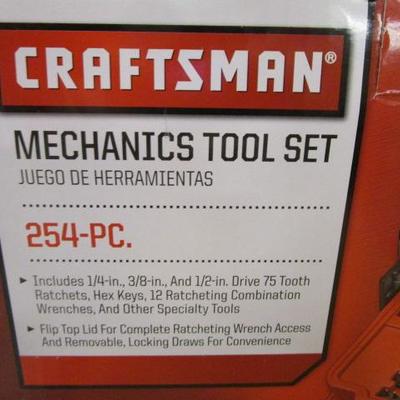 CRAFTSMAN®
MECHANICS TOOL SET
JUEGO DE HERRAMIENTAS
254-PC.
▸ Includes 1/4-in., 3/8-in., And 1/2-in. Drive 75 Tooth
Ratchets, Hex Keys, 12 Ratcheting Combination
Wrenches, And Other Specialty Tools
▸ Flip Top Lid For Complete Ratcheting Wrench Access
And Removable, Locking Draws For Convenience